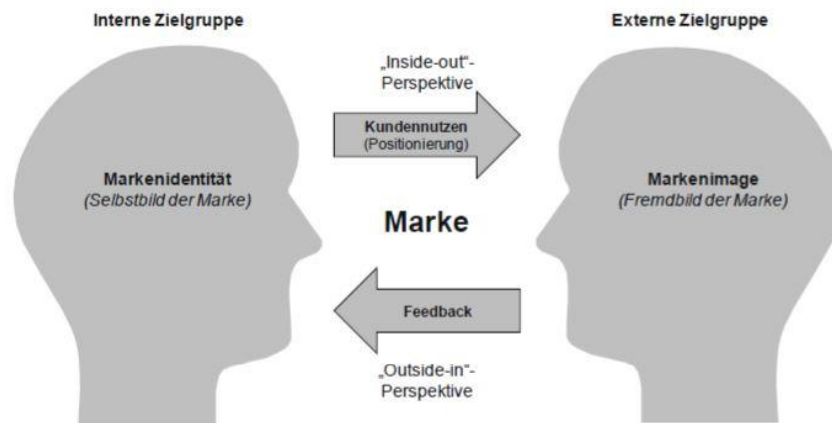 Interne Zielgruppe
Externe Zielgruppe
„Inside-out“-
Perspektive
Kundennutzen
(Positionierung)
Markenidentität
(Selbstbild der Marke)
Markenimage
(Fremdbild der Marke)
Marke
Feedback
„Outside-in“-
Perspektive